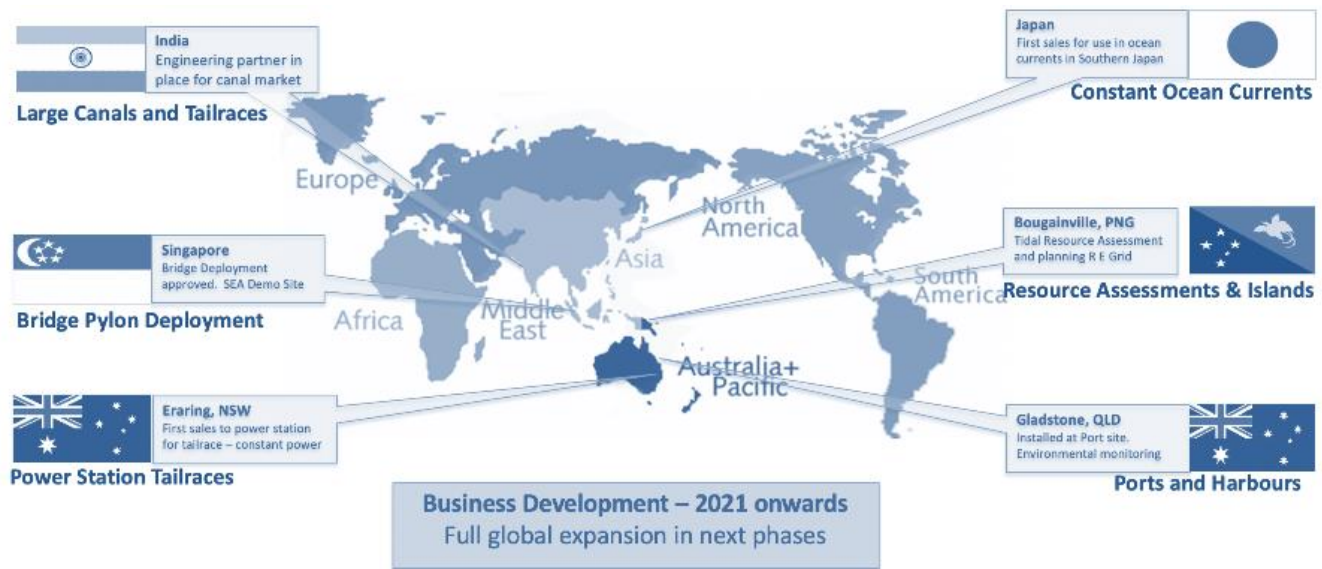 India
Engineering partner in
place for canal market
Large Canals and Tailraces
Japan
First sales for use in ocean
currents in Southern Japan
Constant Ocean Currents
Singapore
Bridge Deployment
approved. SEA Demo Site
Bridge Pylon Deployment
Bougainville, PNG
Tidal Resource Assessment
and planning R E Grid
Resource Assessments & Islands
Eraring, NSW
First sales to power station
for tailrace – constant power
Power Station Tailraces
Gladstone, QLD
Installed at Port site.
Environmental monitoring
Ports and Harbours
Europe
North
America
Asia
South
America
Africa
Middle
East
Australia+
Pacific
Business Development – 2021 onwards
Full global expansion in next phases